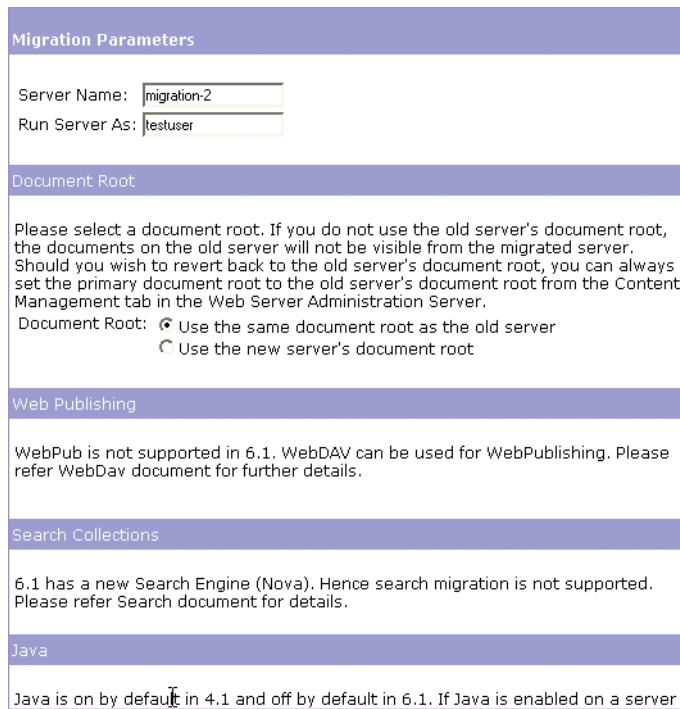 Migration Parameters
Server Name: migration-2
Run Server As: testuser
Document Root
Please select a document root. If you do not use the old server's document root,
the documents on the old server will not be visible from the migrated server.
Should you wish to revert back to the old server's document root, you can always
set the primary document root to the old server's document root from the Content
Management tab in the Web Server Administration Server.
Document Root: Use the same document root as the old server
Use the new server's document root
Web Publishing
WebPub is not supported in 6.1. WebDAV can be used for WebPublishing. Please
refer WebDav document for further details.
Search Collections
6.1 has a new Search Engine (Nova). Hence search migration is not supported.
Please refer Search document for details.
Java
Java is on by default in 4.1 and off by default in 6.1. If Java is enabled on a server